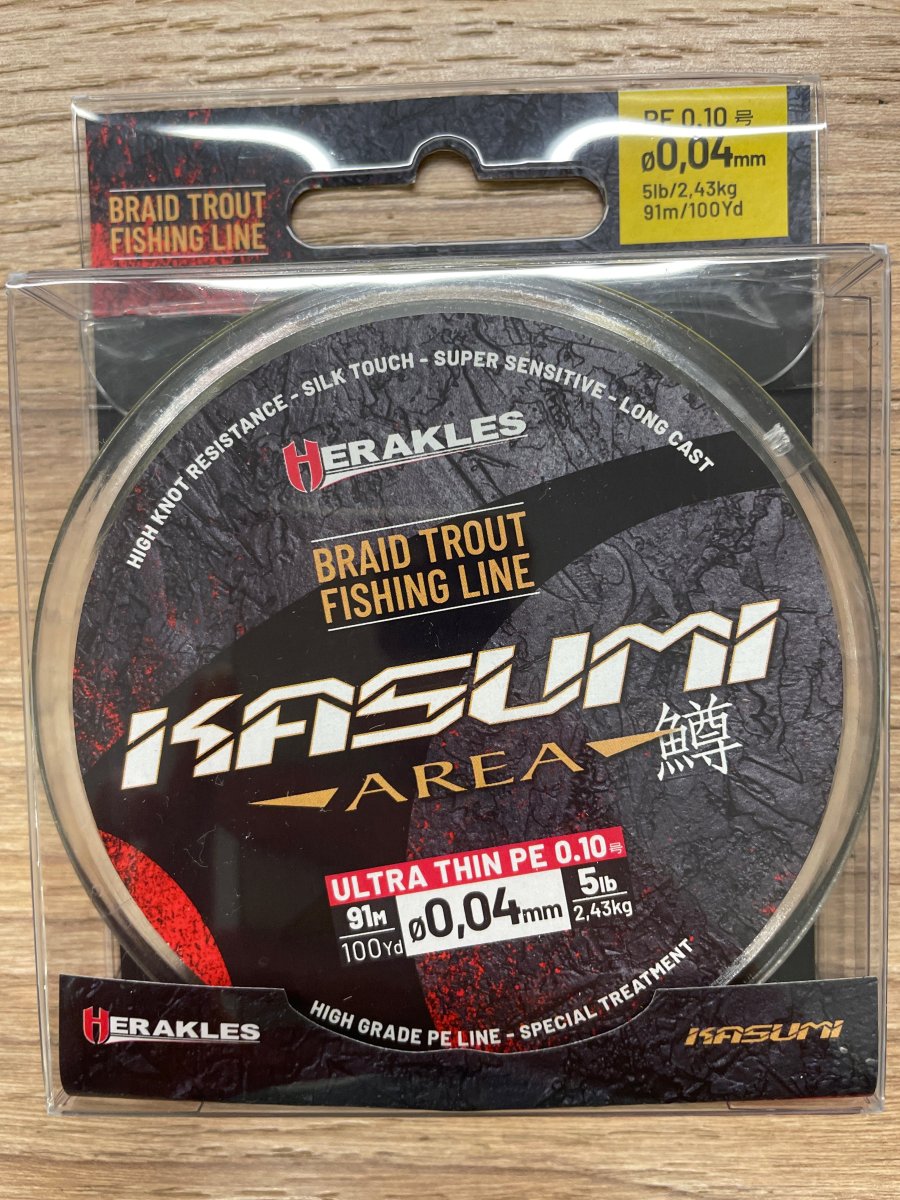 PE 0.10 号
ø0,04mm
5lb/2,43kg
91m/100Yd
BRAID TROUT
FISHING LINE
HIGH KNOT RESISTANCE - SILK TOUCH - SUPER SENSITIVE - LONG CAST
HERAKLES
BRAID TROUT
FISHING LINE
KASUMI
AREA
鱒
ULTRA THIN PE 0.10号
91M
100Yd
ø0,04mm
5lb
2,43kg
HIGH GRADE PE LINE - SPECIAL TREATMENT
HERAKLES
KASUMI